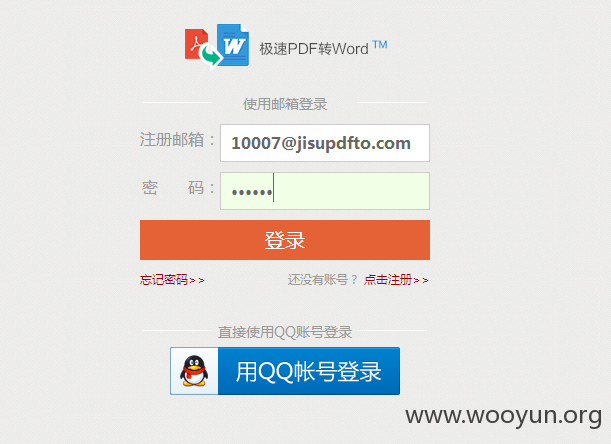 极速PDF转Word™
使用邮箱登录
注册邮箱：10007@jisupdfto.com
密 码：••••••
登录
忘记密码>> 还没有账号？ 点击注册>>
直接使用QQ账号登录
用QQ帐号登录
www.wooyun.org